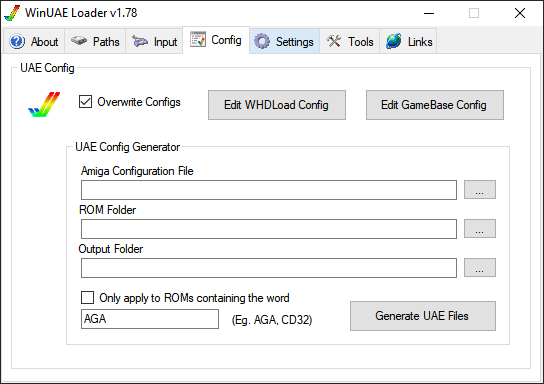 WinUAE Loader v1.78
About Paths Input Config Settings Tools Links
UAE Config
Overwrite Configs Edit WHDLoad Config Edit GameBase Config
UAE Config Generator
Amiga Configuration File
...
ROM Folder
...
Output Folder
...
Only apply to ROMs containing the word
AGA (Eg. AGA, CD32) Generate UAE Files